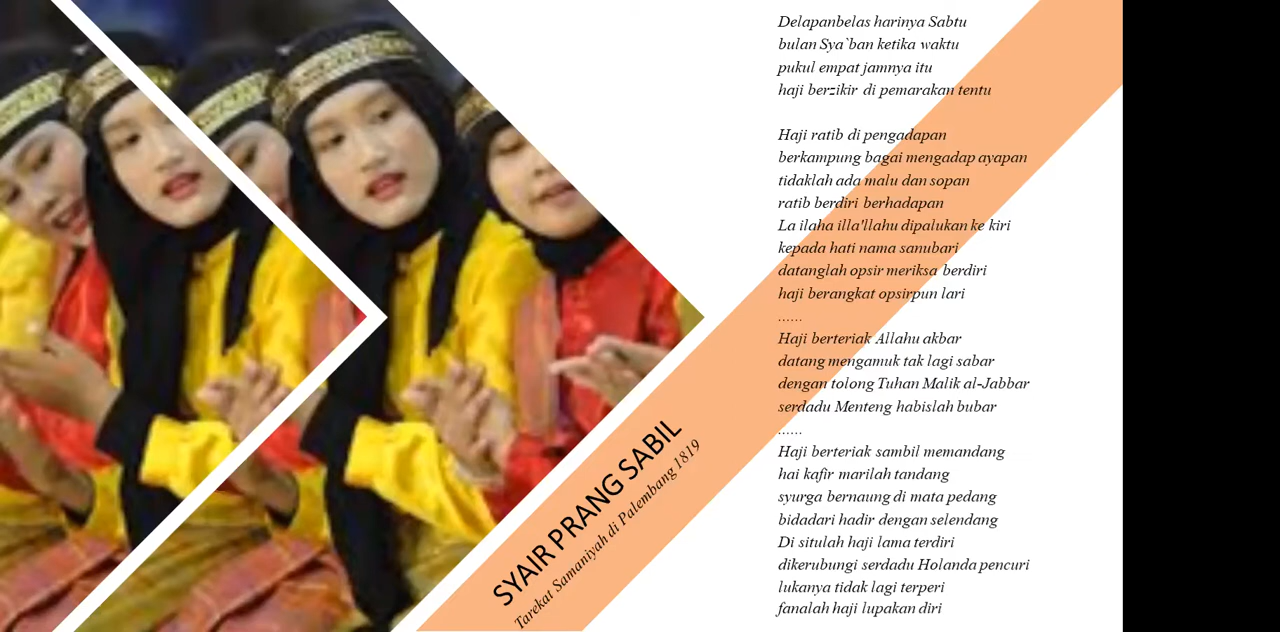 SYAIR PRANG SABIL
Tarekat Samaniyah di Palembang 1819
Delapanbelas harinya Sabtu
bulan Sya`ban ketika waktu
pukul empat jamnya itu
haji berzikir di pemarakan tentu
Haji ratib di pengadapan
berkampung bagai mengadap ayapan
tidaklah ada malu dan sopan
ratib berdiri berhadapan
La ilaha illa'llahu dipalukan ke kiri
kepada hati nama sanubari
datanglah opsir meriksa berdiri
haji berangkat opsirpun lari
......
Haji berteriak Allahu akbar
datang mengamuk tak lagi sabar
dengan tolong Tuhan Malik al-Jabbar
serdadu Menteng habislah bubar
......
Haji berteriak sambil memandang
hai kafir marilah tandang
syurga bernaung di mata pedang
bidadari hadir dengan selendang
Di situlah haji lama terdiri
dikerubungi serdadu Holanda pencuri
lukanya tidak lagi terperi
fanalah haji lupakan diri